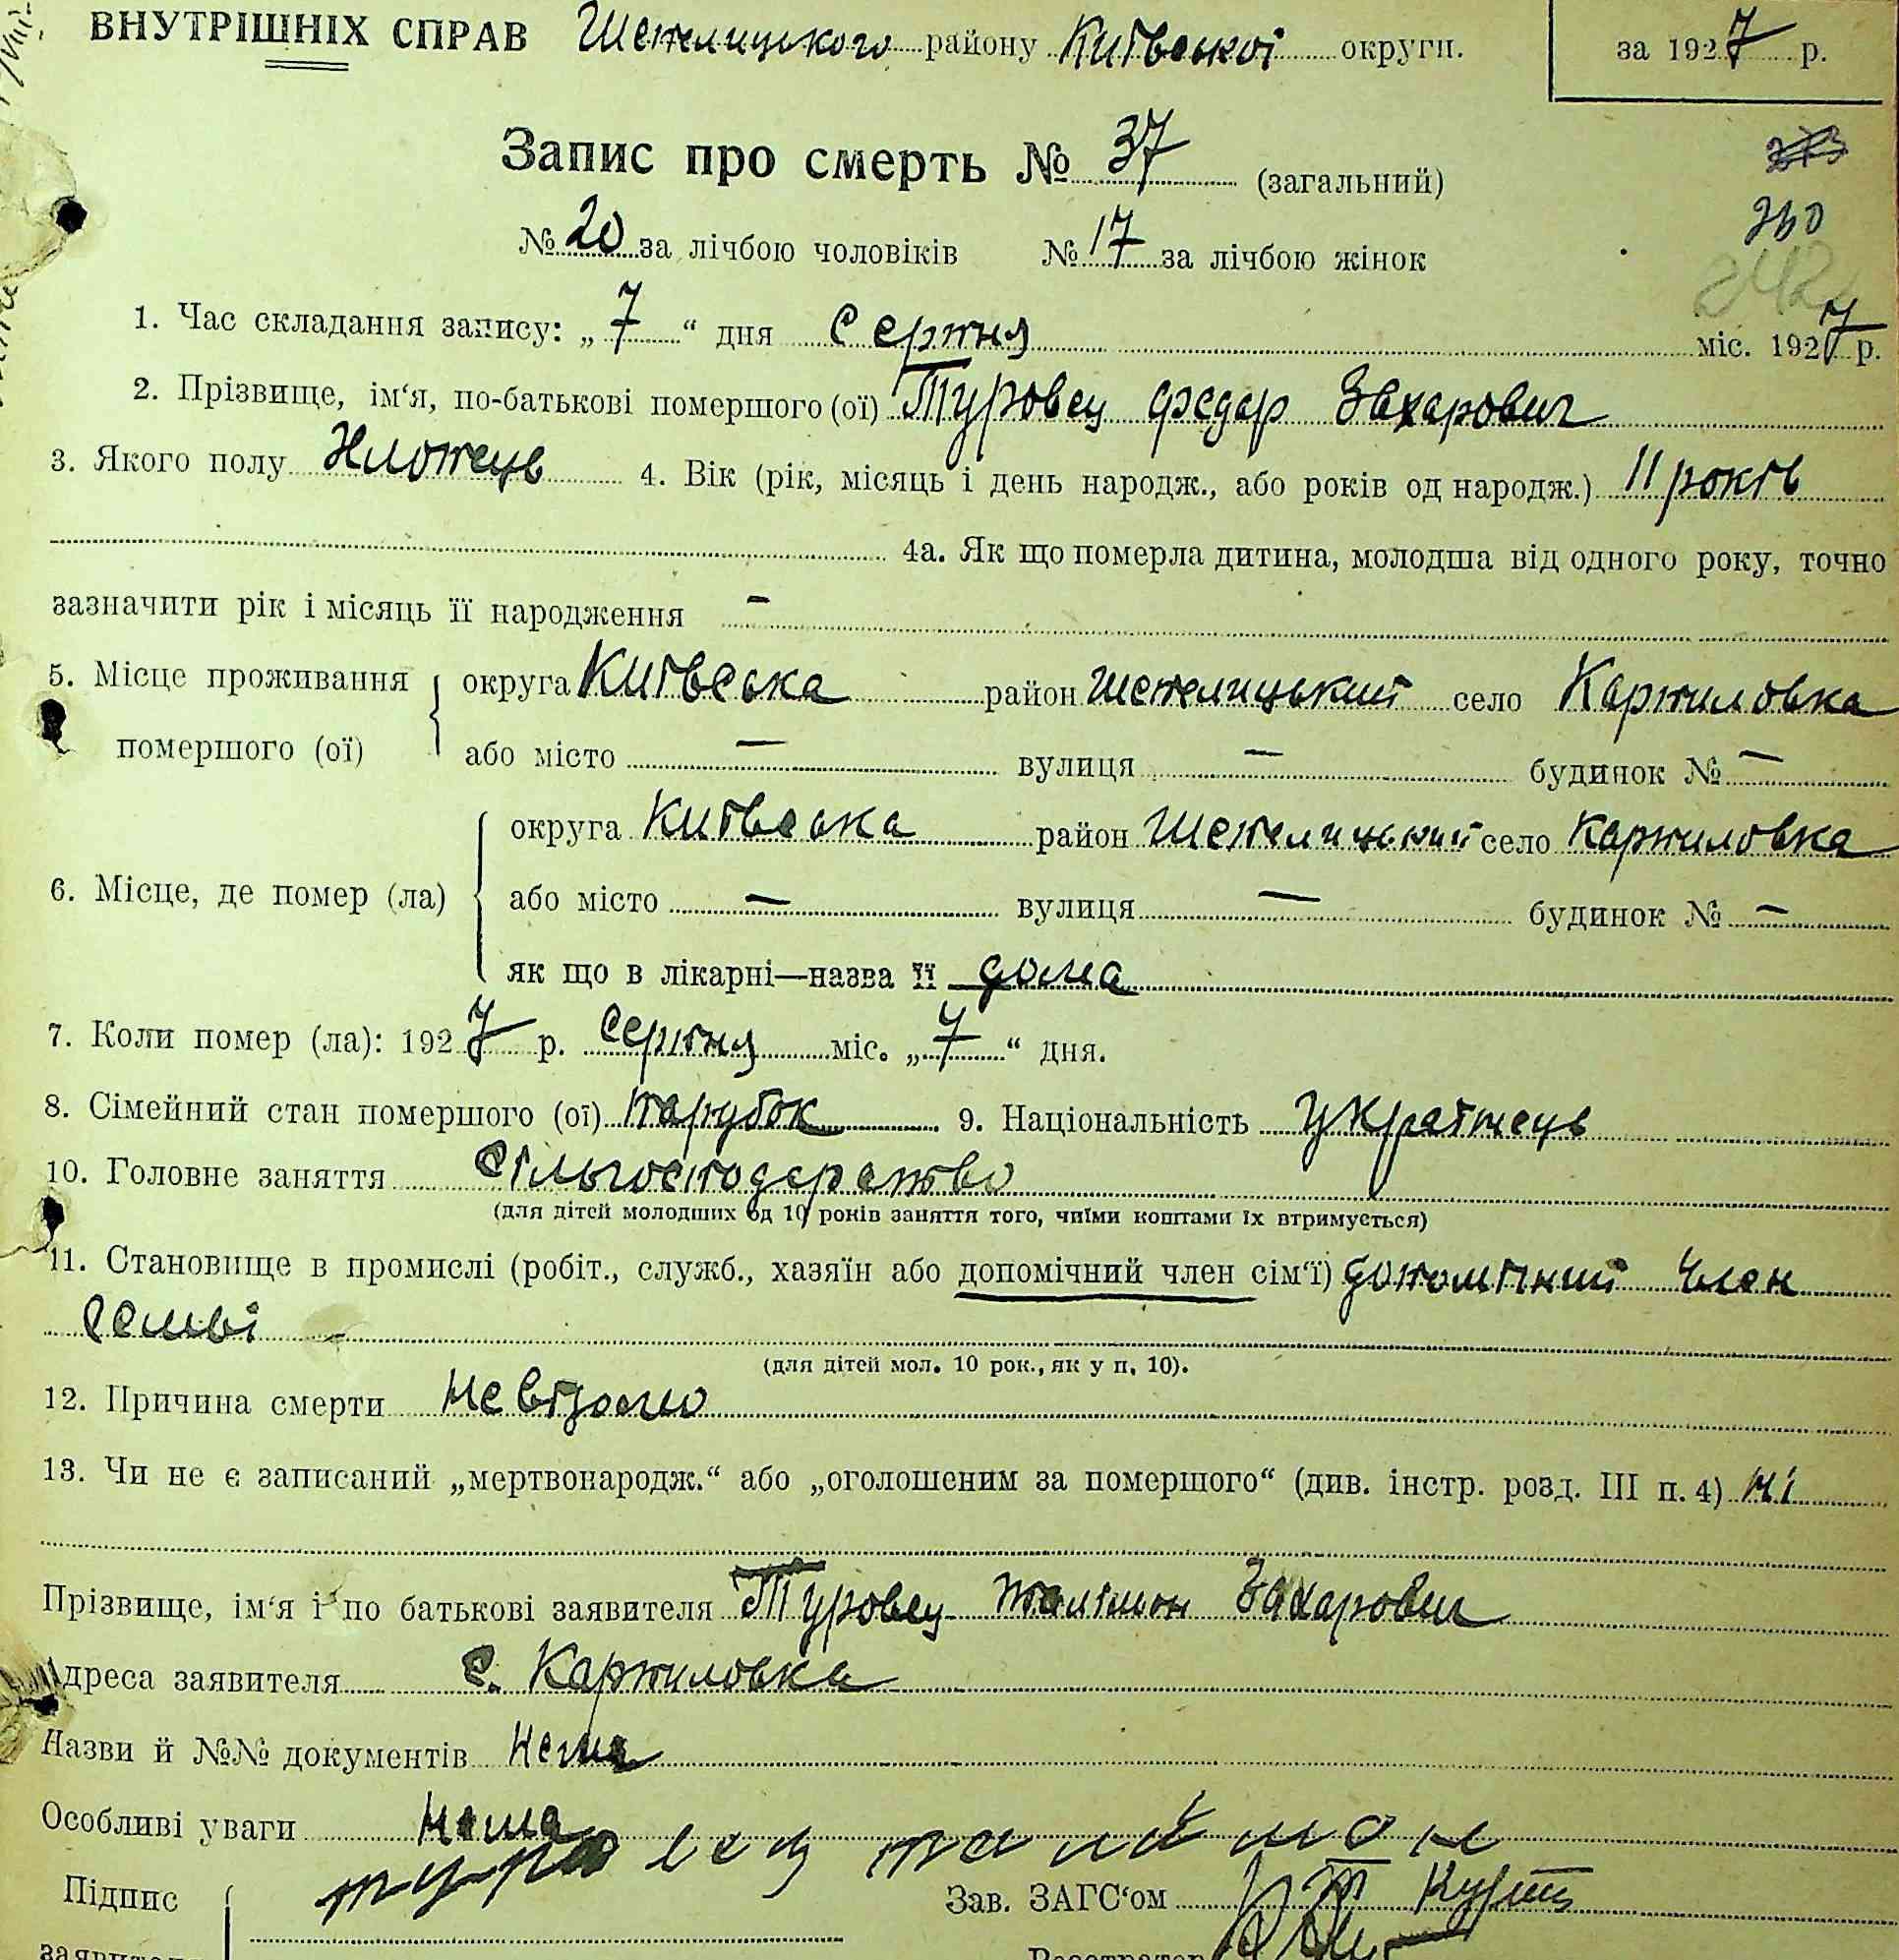 ВНУТРІШНІХ СПРАВ Шепелицького району Київської округи. за 1927 р.
Запис про смерть № 37 (загальний)
№ 20 за лічбою чоловіків № 17 за лічбою жінок
1. Час складання запису: „7“ дня Серпня міс. 1927 р.
2. Прізвище, ім‘я, по-батькові помершого (ої) Туровец Федар Захарович
3. Якого полу Хлопець 4. Вік (рік, місяць і день народж., або років од народж.) 11 років
4а. Як що померла дитина, молодша від одного року, точно
зазначити рік і місяць її народження —
5. Місце проживання округа Київська район Шепелицький село Карпиловка
помершого (ої) або місто — вулиця — будинок № —
округа Київська район Шепелицький село Карпиловка
6. Місце, де помер (ла) або місто — вулиця — будинок № —
як що в лікарні—назва її дома
7. Коли помер (ла): 1927 р. Серпня міс. „7“ дня.
8. Сімейний стан помершого (ої) парубок 9. Національність українець
10. Головне заняття
(для дітей молодших од 10 років заняття того, чиїми коштами їх втримується)
11. Становище в промислі (робіт., служб., хазяїн або допомічний член сім‘ї) допомічний член
семьі
(для дітей мол. 10 рок., як у п. 10).
12. Причина смерти Невідомо
13. Чи не є записаний „мертвонародж.“ або „оголошеним за помершого“ (див. інстр. розд. III п. 4) ні
Прізвище, ім‘я і по батькові заявителя Туровец Захарович
Адреса заявителя с. Карпиловка
Назви й №№ документів Нема
Особливі уваги Нема
Підпис Зав. ЗАГС‘ом